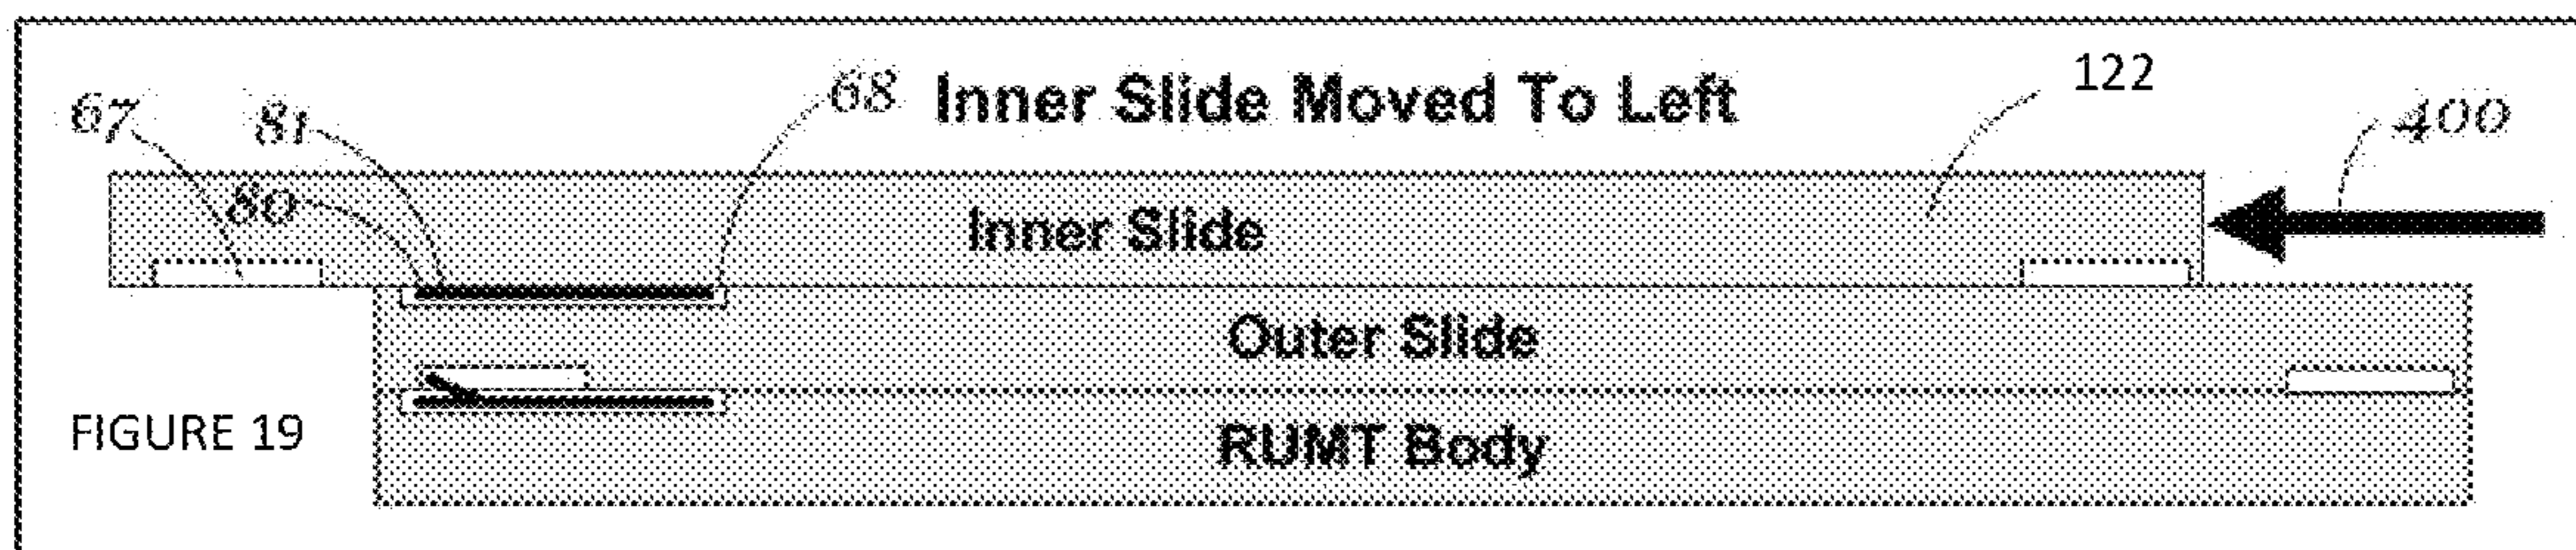 Inner Slide Moved To Left
67
81
68
122
400
80
Inner Slide
Outer Slide
FIGURE 19
RUMT Body